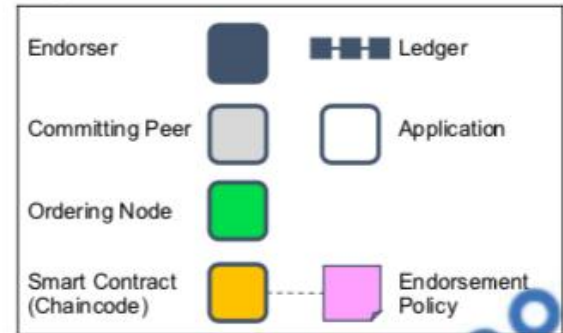 Endorser
Ledger
Committing Peer
Application
Ordering Node
Smart Contract
(Chaincode)
Endorsement
Policy